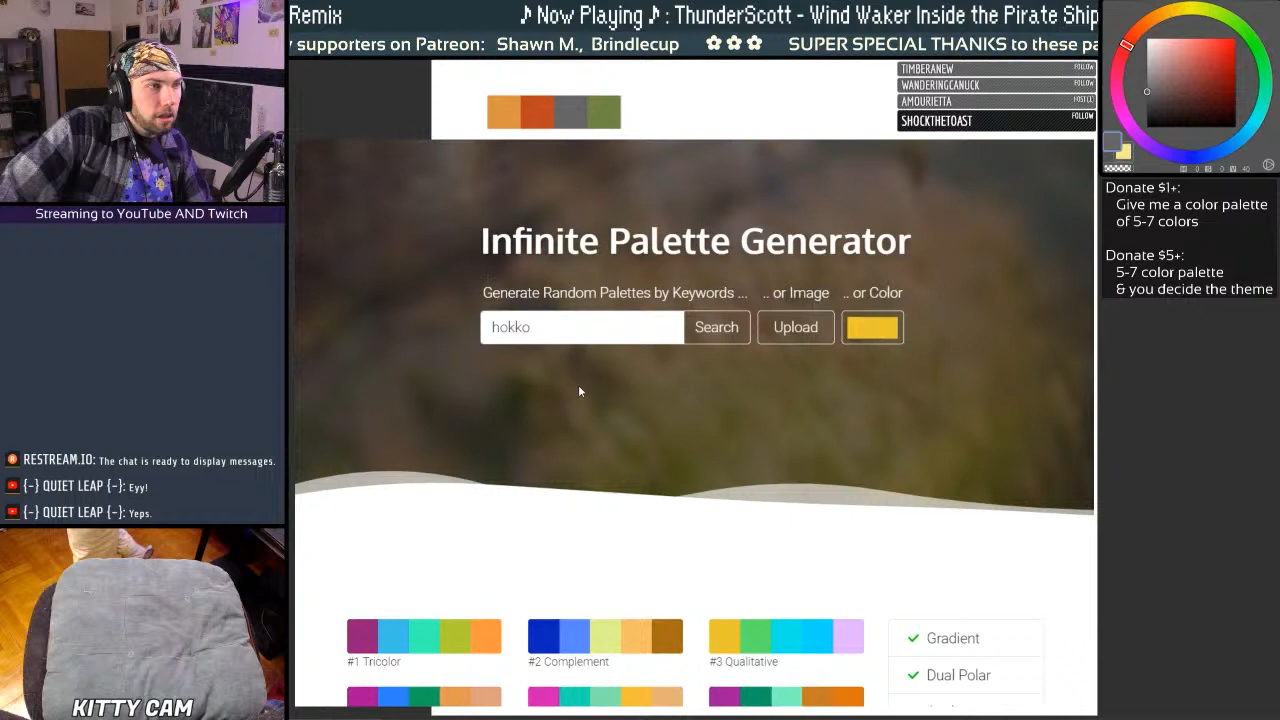 Remix
♪ Now Playing ♪ : ThunderScott - Wind Waker Inside the Pirate Ship
supporters on Patreon: Shawn M., Brindlecup ✿ ✿ ✿ SUPER SPECIAL THANKS to these
TIMBERANEW FOLLOW
WANDERINGCANUCK FOLLOW
AMOURIETTA HOST(1)
SHOCKTHETOAST FOLLOW
Infinite Palette Generator
Generate Random Palettes by Keywords ... .. or Image .. or Color
hokko Search Upload
#1 Tricolor
#2 Complement
#3 Qualitative
Gradient
Dual Polar
Streaming to YouTube AND Twitch
RESTREAM.IO: The chat is ready to display messages.
{-} QUIET LEAP {-}: Eyy!
{-} QUIET LEAP {-}: Yeps.
KITTY CAM
Donate $1+:
Give me a color palette
of 5-7 colors
Donate $5+:
5-7 color palette
& you decide the theme